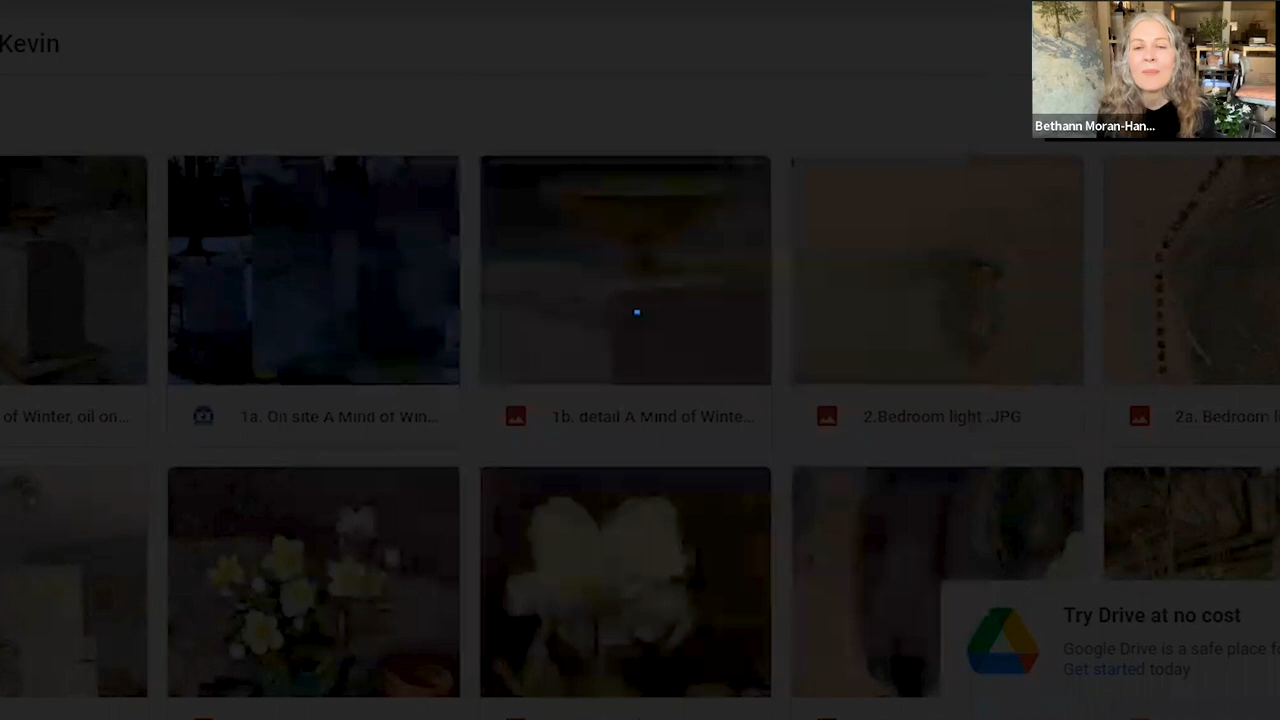 Kevin
Bethann Moran-Han...
of Winter, oil on...
1a. On site A Mind of Win...
1b. detail A Mind of Winte...
2.Bedroom light .JPG
2a. Bedroom
Try Drive at no cost
Google Drive is a safe place
Get started today